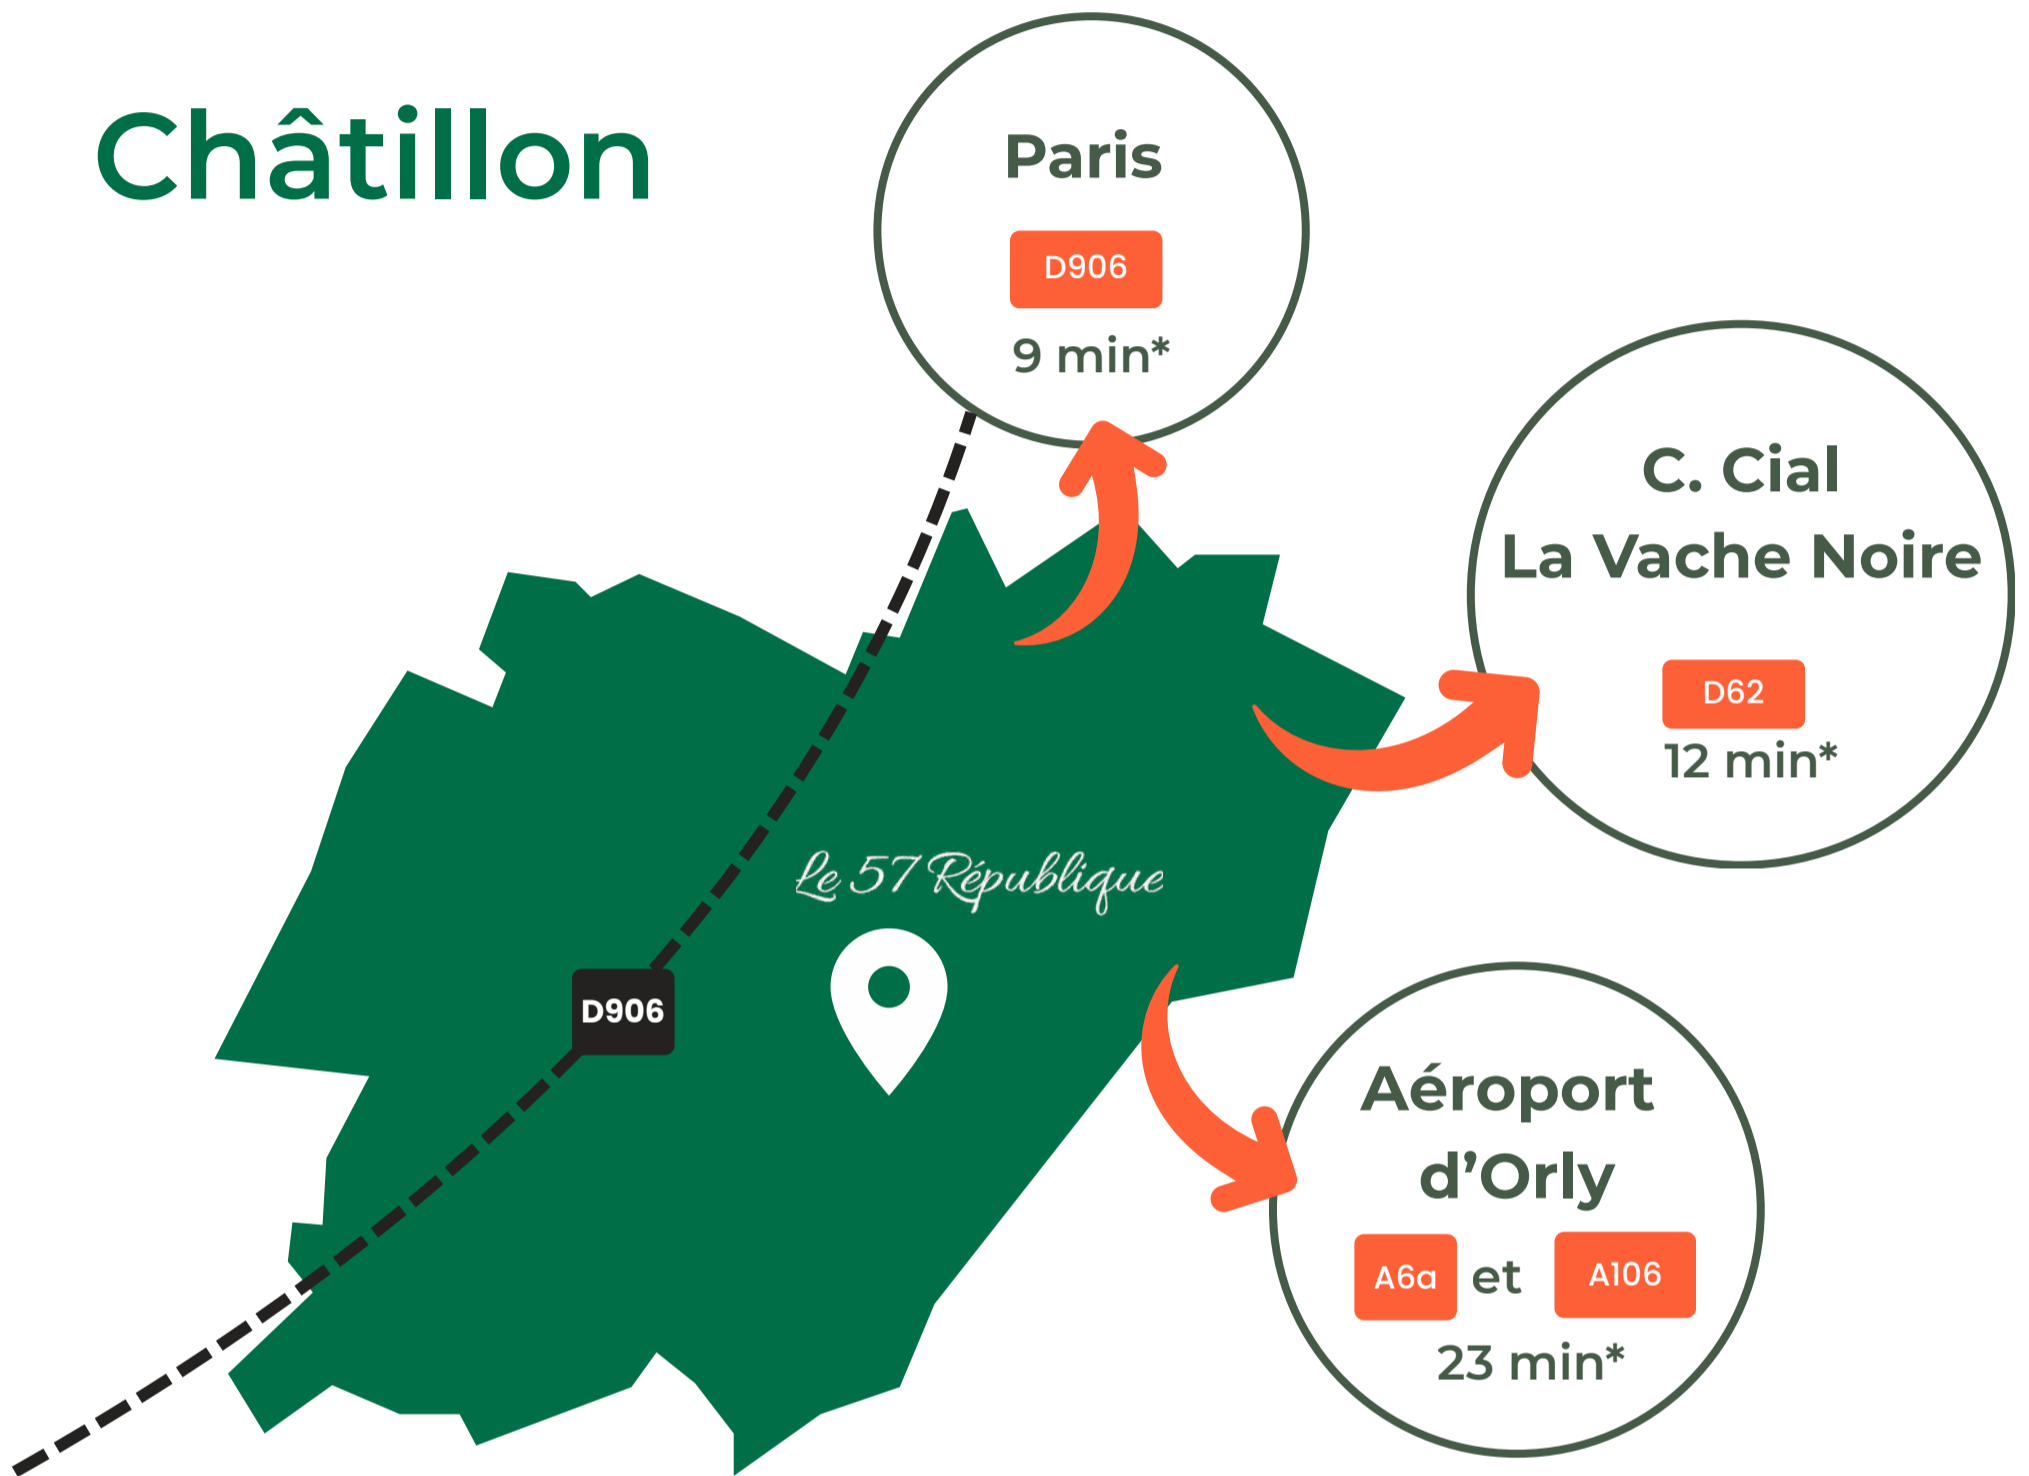 Châtillon
Paris
D906
9 min*
C. Cial
La Vache Noire
D62
12 min*
Le 57 République
D906
Aéroport
d’Orly
A6a et A106
23 min*